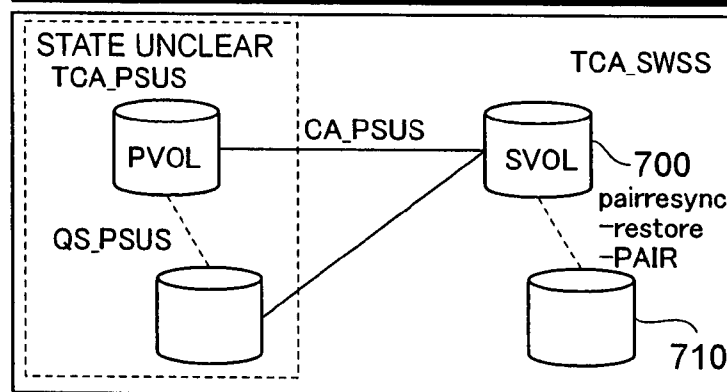 STATE UNCLEAR
TCA_PSUS
TCA_SWSS
CA_PSUS
PVOL
SVOL
700
pairresync
-restore
-PAIR
QS_PSUS
710